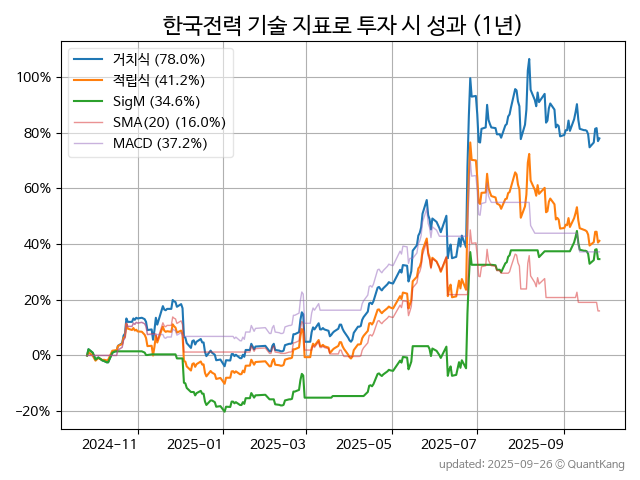 한국전력 기술 지표로 투자 시 성과 (1년)
거치식 (78.0%)
적립식 (41.2%)
SigM (34.6%)
SMA(20) (16.0%)
MACD (37.2%)
100%
80%
60%
40%
20%
0%
−20%
2024-11
2025-01
2025-03
2025-05
2025-07
2025-09
updated: 2025-09-26 © QuantKang